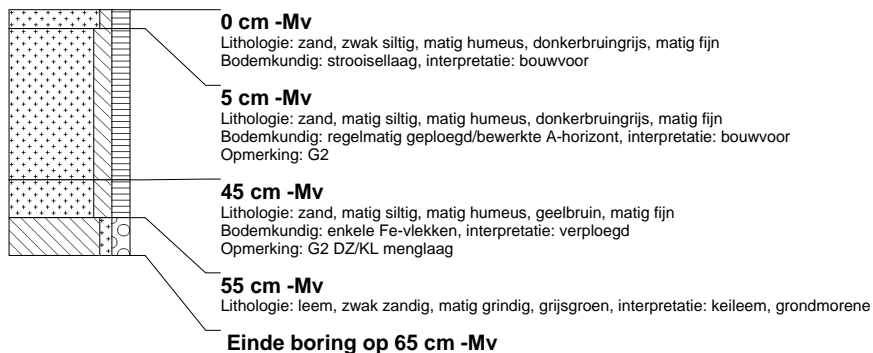 0 cm -Mv
Lithologie: zand, zwak siltig, matig humeus, donkerbruingrijs, matig fijn
Bodemkundig: strooisellaag, interpretatie: bouwvoor
5 cm -Mv
Lithologie: zand, matig siltig, matig humeus, donkerbruingrijs, matig fijn
Bodemkundig: regelmatig geploegd/bewerkte A-horizont, interpretatie: bouwvoor
Opmerking: G2
45 cm -Mv
Lithologie: zand, matig siltig, matig humeus, geelbruin, matig fijn
Bodemkundig: enkele Fe-vlekken, interpretatie: verploegd
Opmerking: G2 DZ/KL menglaag
55 cm -Mv
Lithologie: leem, zwak zandig, matig grindig, grijsgroen, interpretatie: keileem, grondmorene
Einde boring op 65 cm -Mv